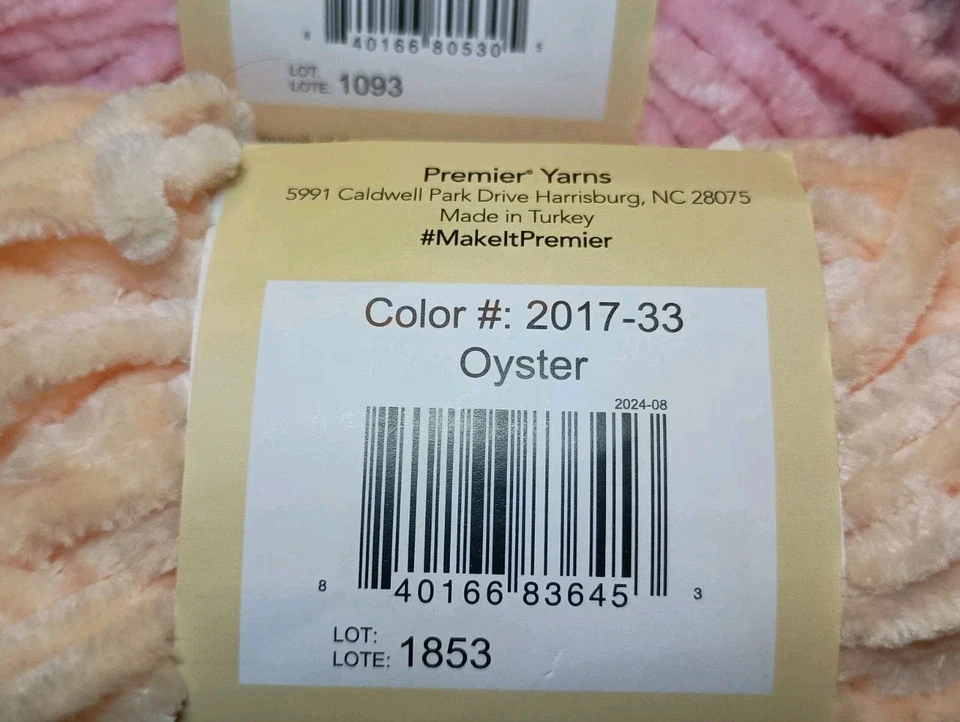 8 40166 80530 5
LOT:
LOTE: 1093
Premier® Yarns
5991 Caldwell Park Drive Harrisburg, NC 28075
Made in Turkey
#MakeItPremier
Color #: 2017-33
Oyster
2024-08
8 40166 83645 3
LOT:
LOTE: 1853